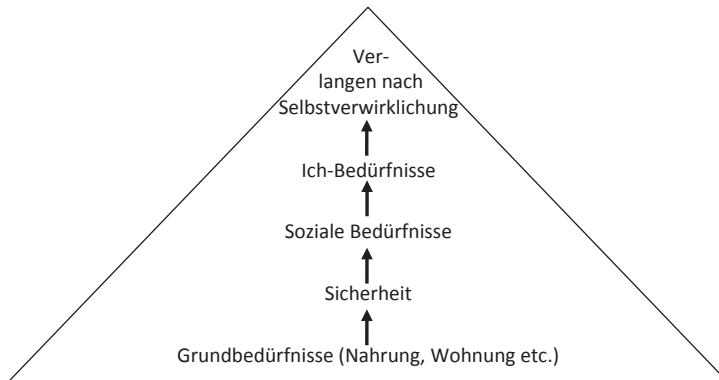 Ver-
langen nach
Selbstverwirklichung
Ich-Bedürfnisse
Soziale Bedürfnisse
Sicherheit
Grundbedürfnisse (Nahrung, Wohnung etc.)